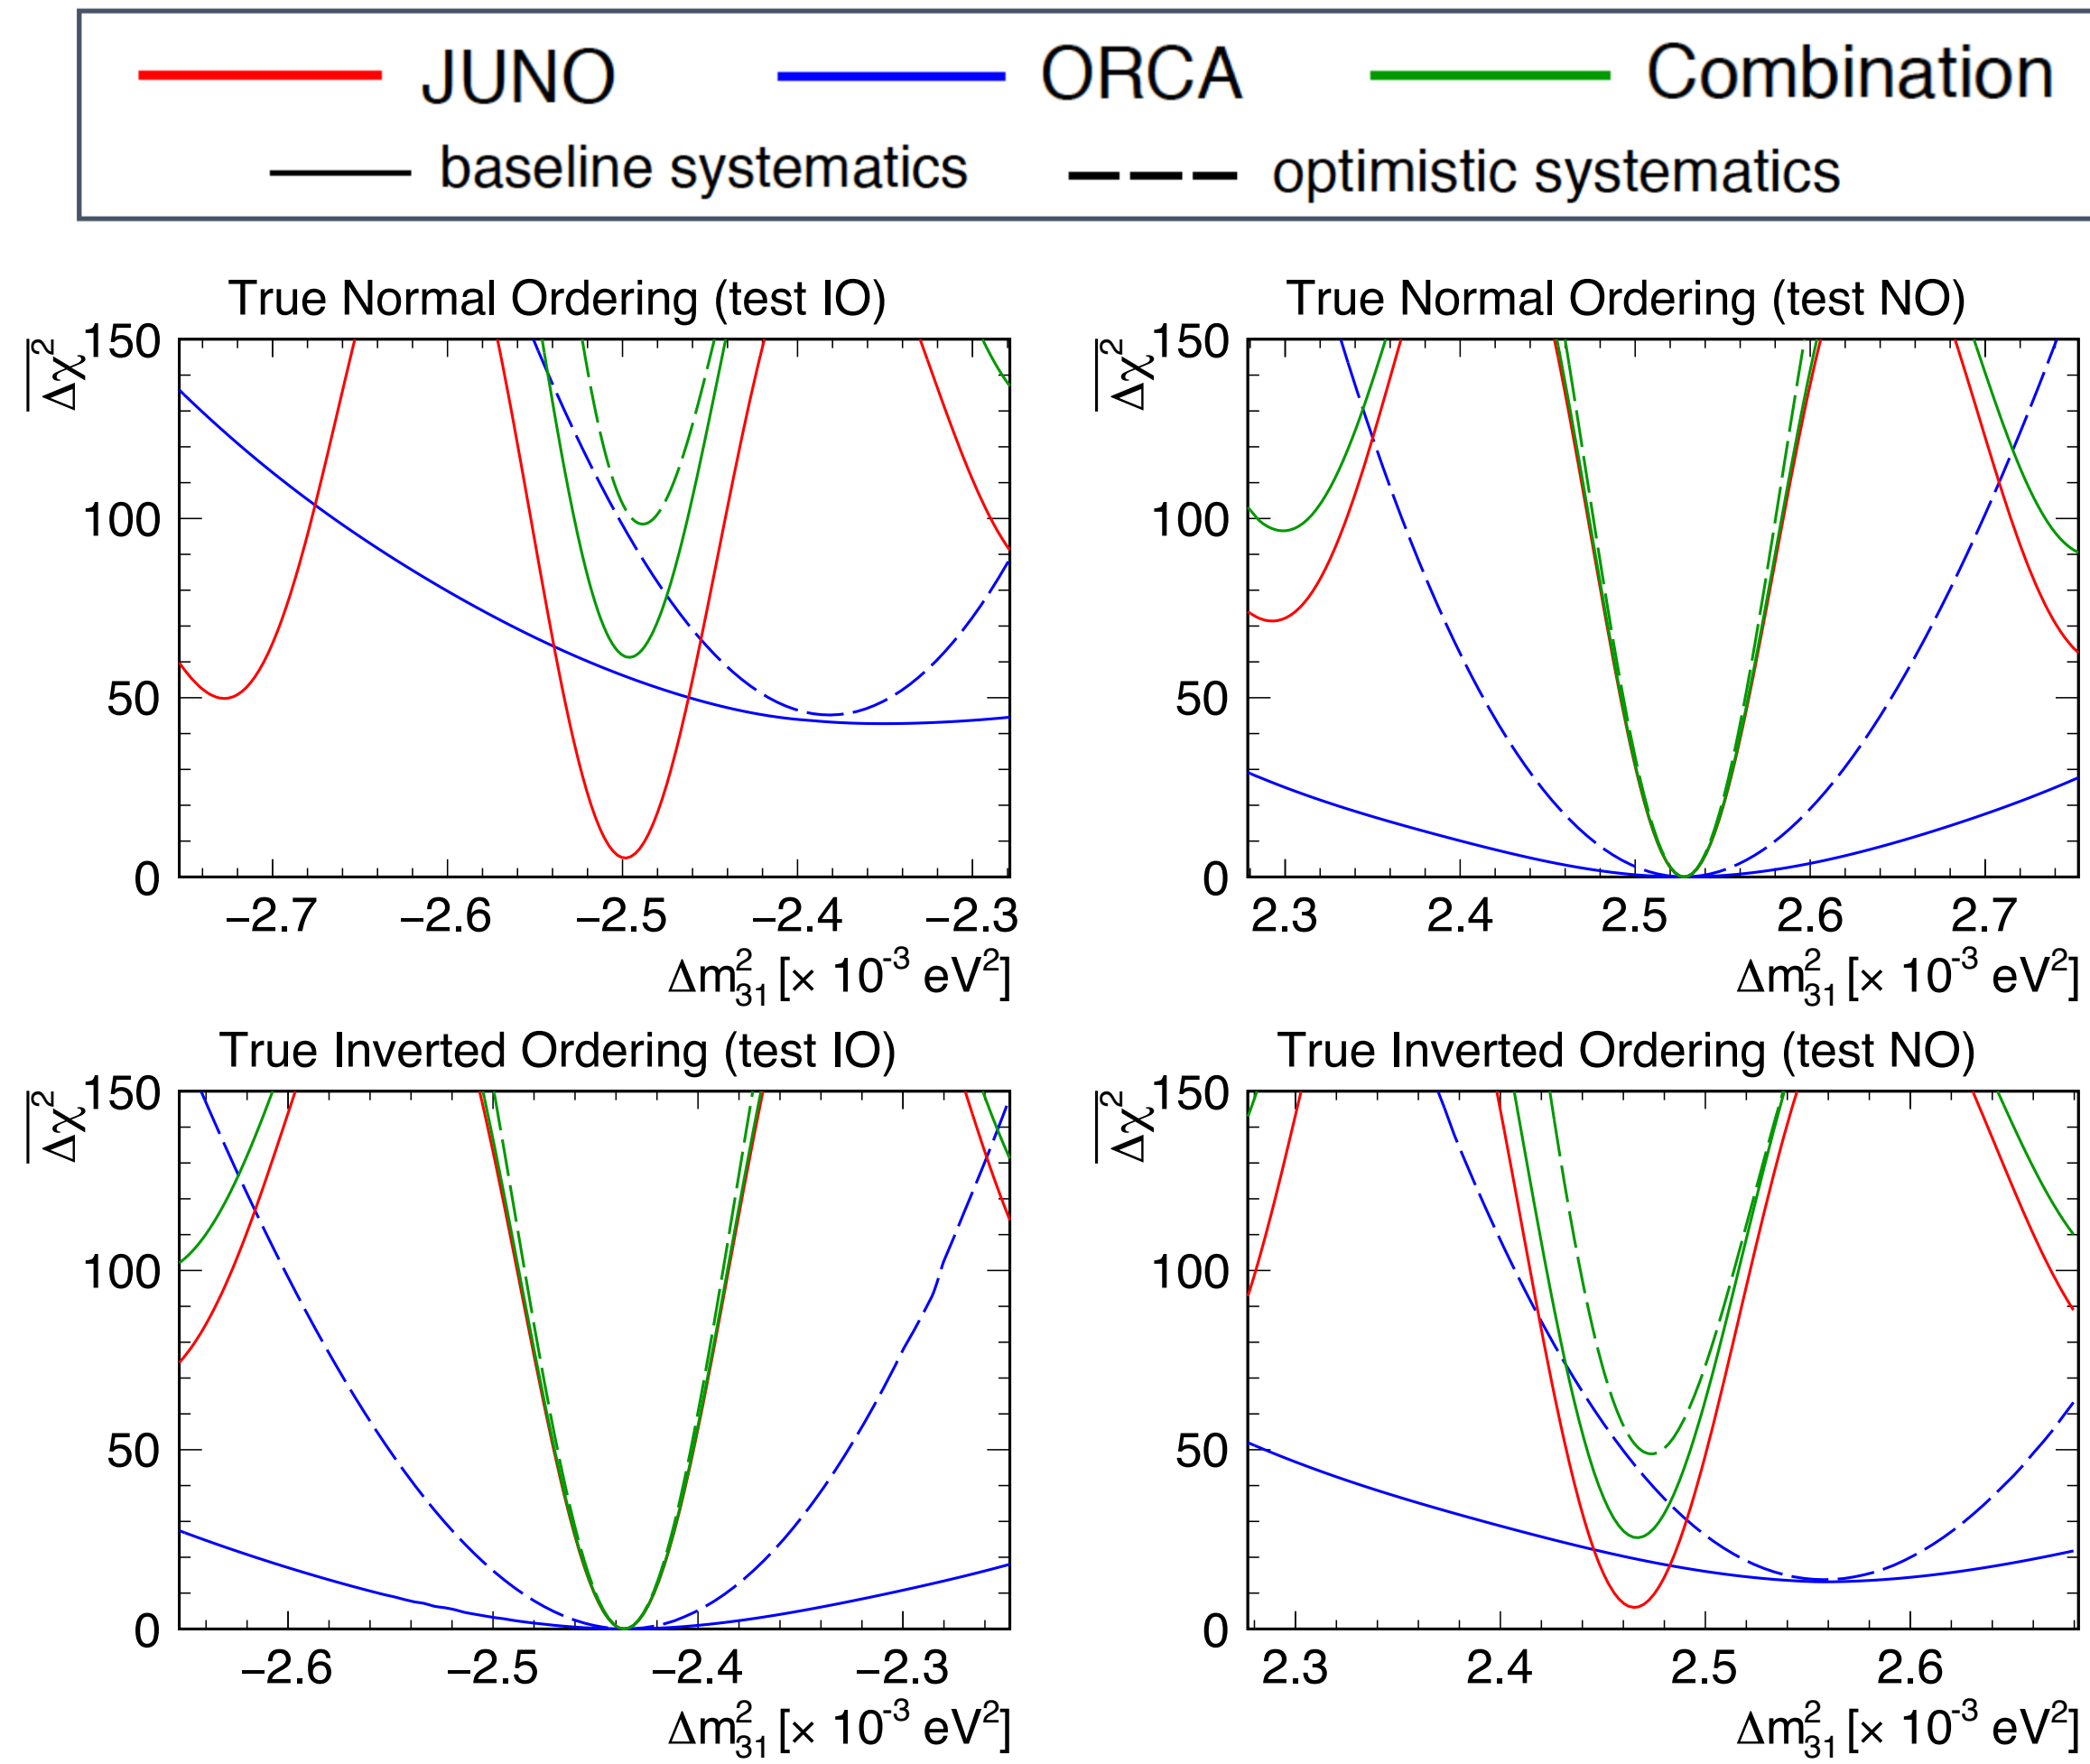 JUNO ORCA Combination
baseline systematics optimistic systematics
True Normal Ordering (test IO)
Δχ²
150
100
50
0
−2.7 −2.6 −2.5 −2.4 −2.3
Δm²₃₁ [× 10⁻³ eV²]
True Normal Ordering (test NO)
Δχ²
150
100
50
0
2.3 2.4 2.5 2.6 2.7
Δm²₃₁ [× 10⁻³ eV²]
True Inverted Ordering (test IO)
Δχ²
150
100
50
0
−2.6 −2.5 −2.4 −2.3
Δm²₃₁ [× 10⁻³ eV²]
True Inverted Ordering (test NO)
Δχ²
150
100
50
0
2.3 2.4 2.5 2.6
Δm²₃₁ [× 10⁻³ eV²]